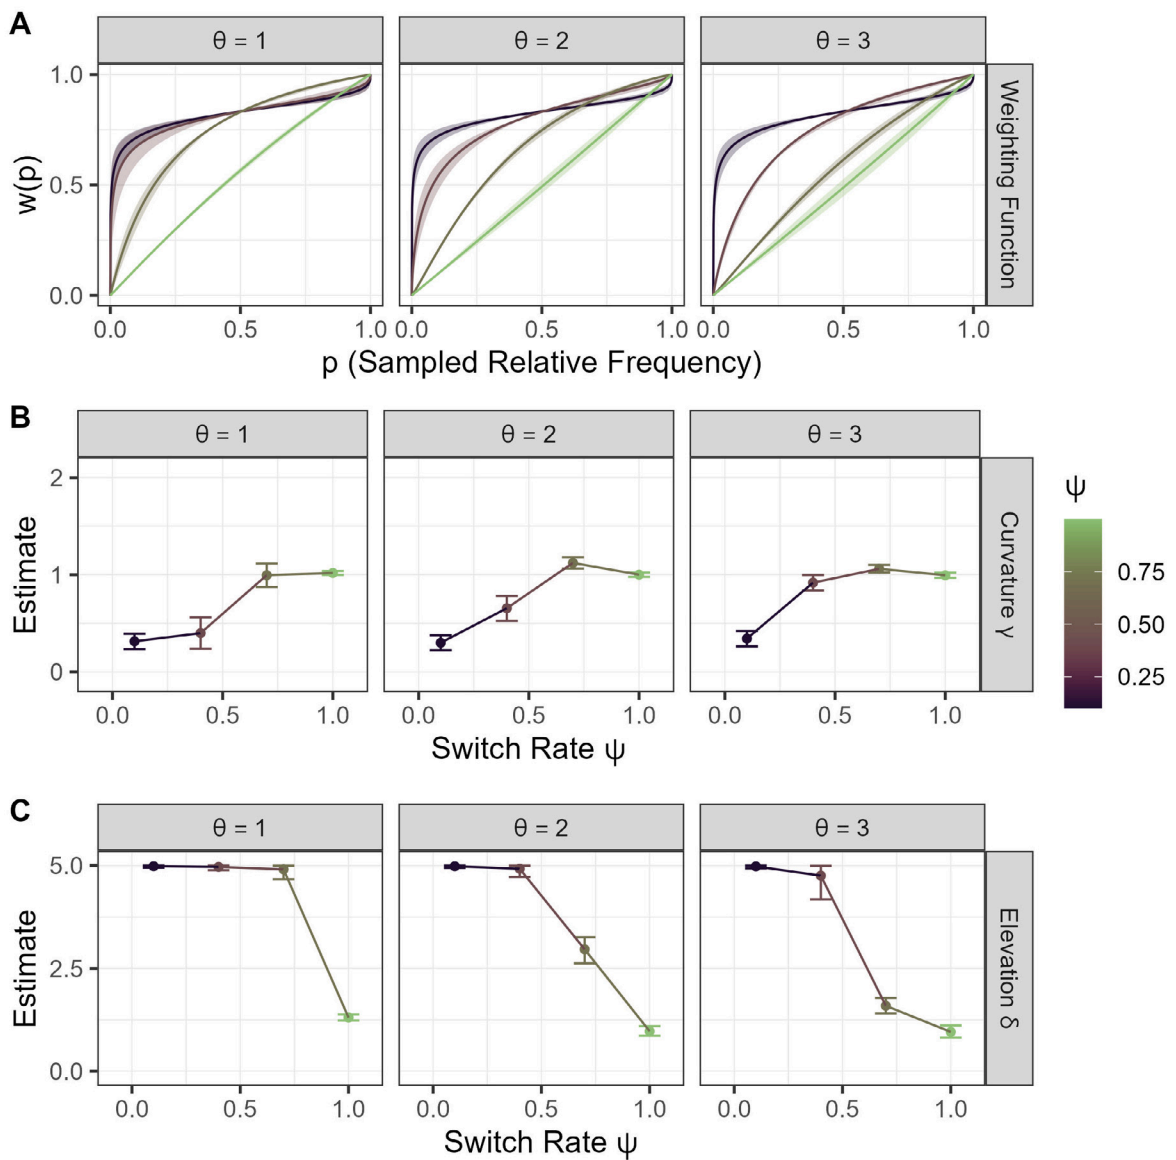 A
θ = 1 θ = 2 θ = 3
1.0
0.5
0.0
w(p)
Weighting Function
0.0 0.5 1.0 0.0 0.5 1.0 0.0 0.5 1.0
p (Sampled Relative Frequency)
B
θ = 1 θ = 2 θ = 3
2
1
0
Estimate
Curvature γ
0.0 0.5 1.0 0.0 0.5 1.0 0.0 0.5 1.0
Switch Rate ψ
ψ
0.75
0.50
0.25
C
θ = 1 θ = 2 θ = 3
5.0
2.5
0.0
Estimate
Elevation δ
0.0 0.5 1.0 0.0 0.5 1.0 0.0 0.5 1.0
Switch Rate ψ